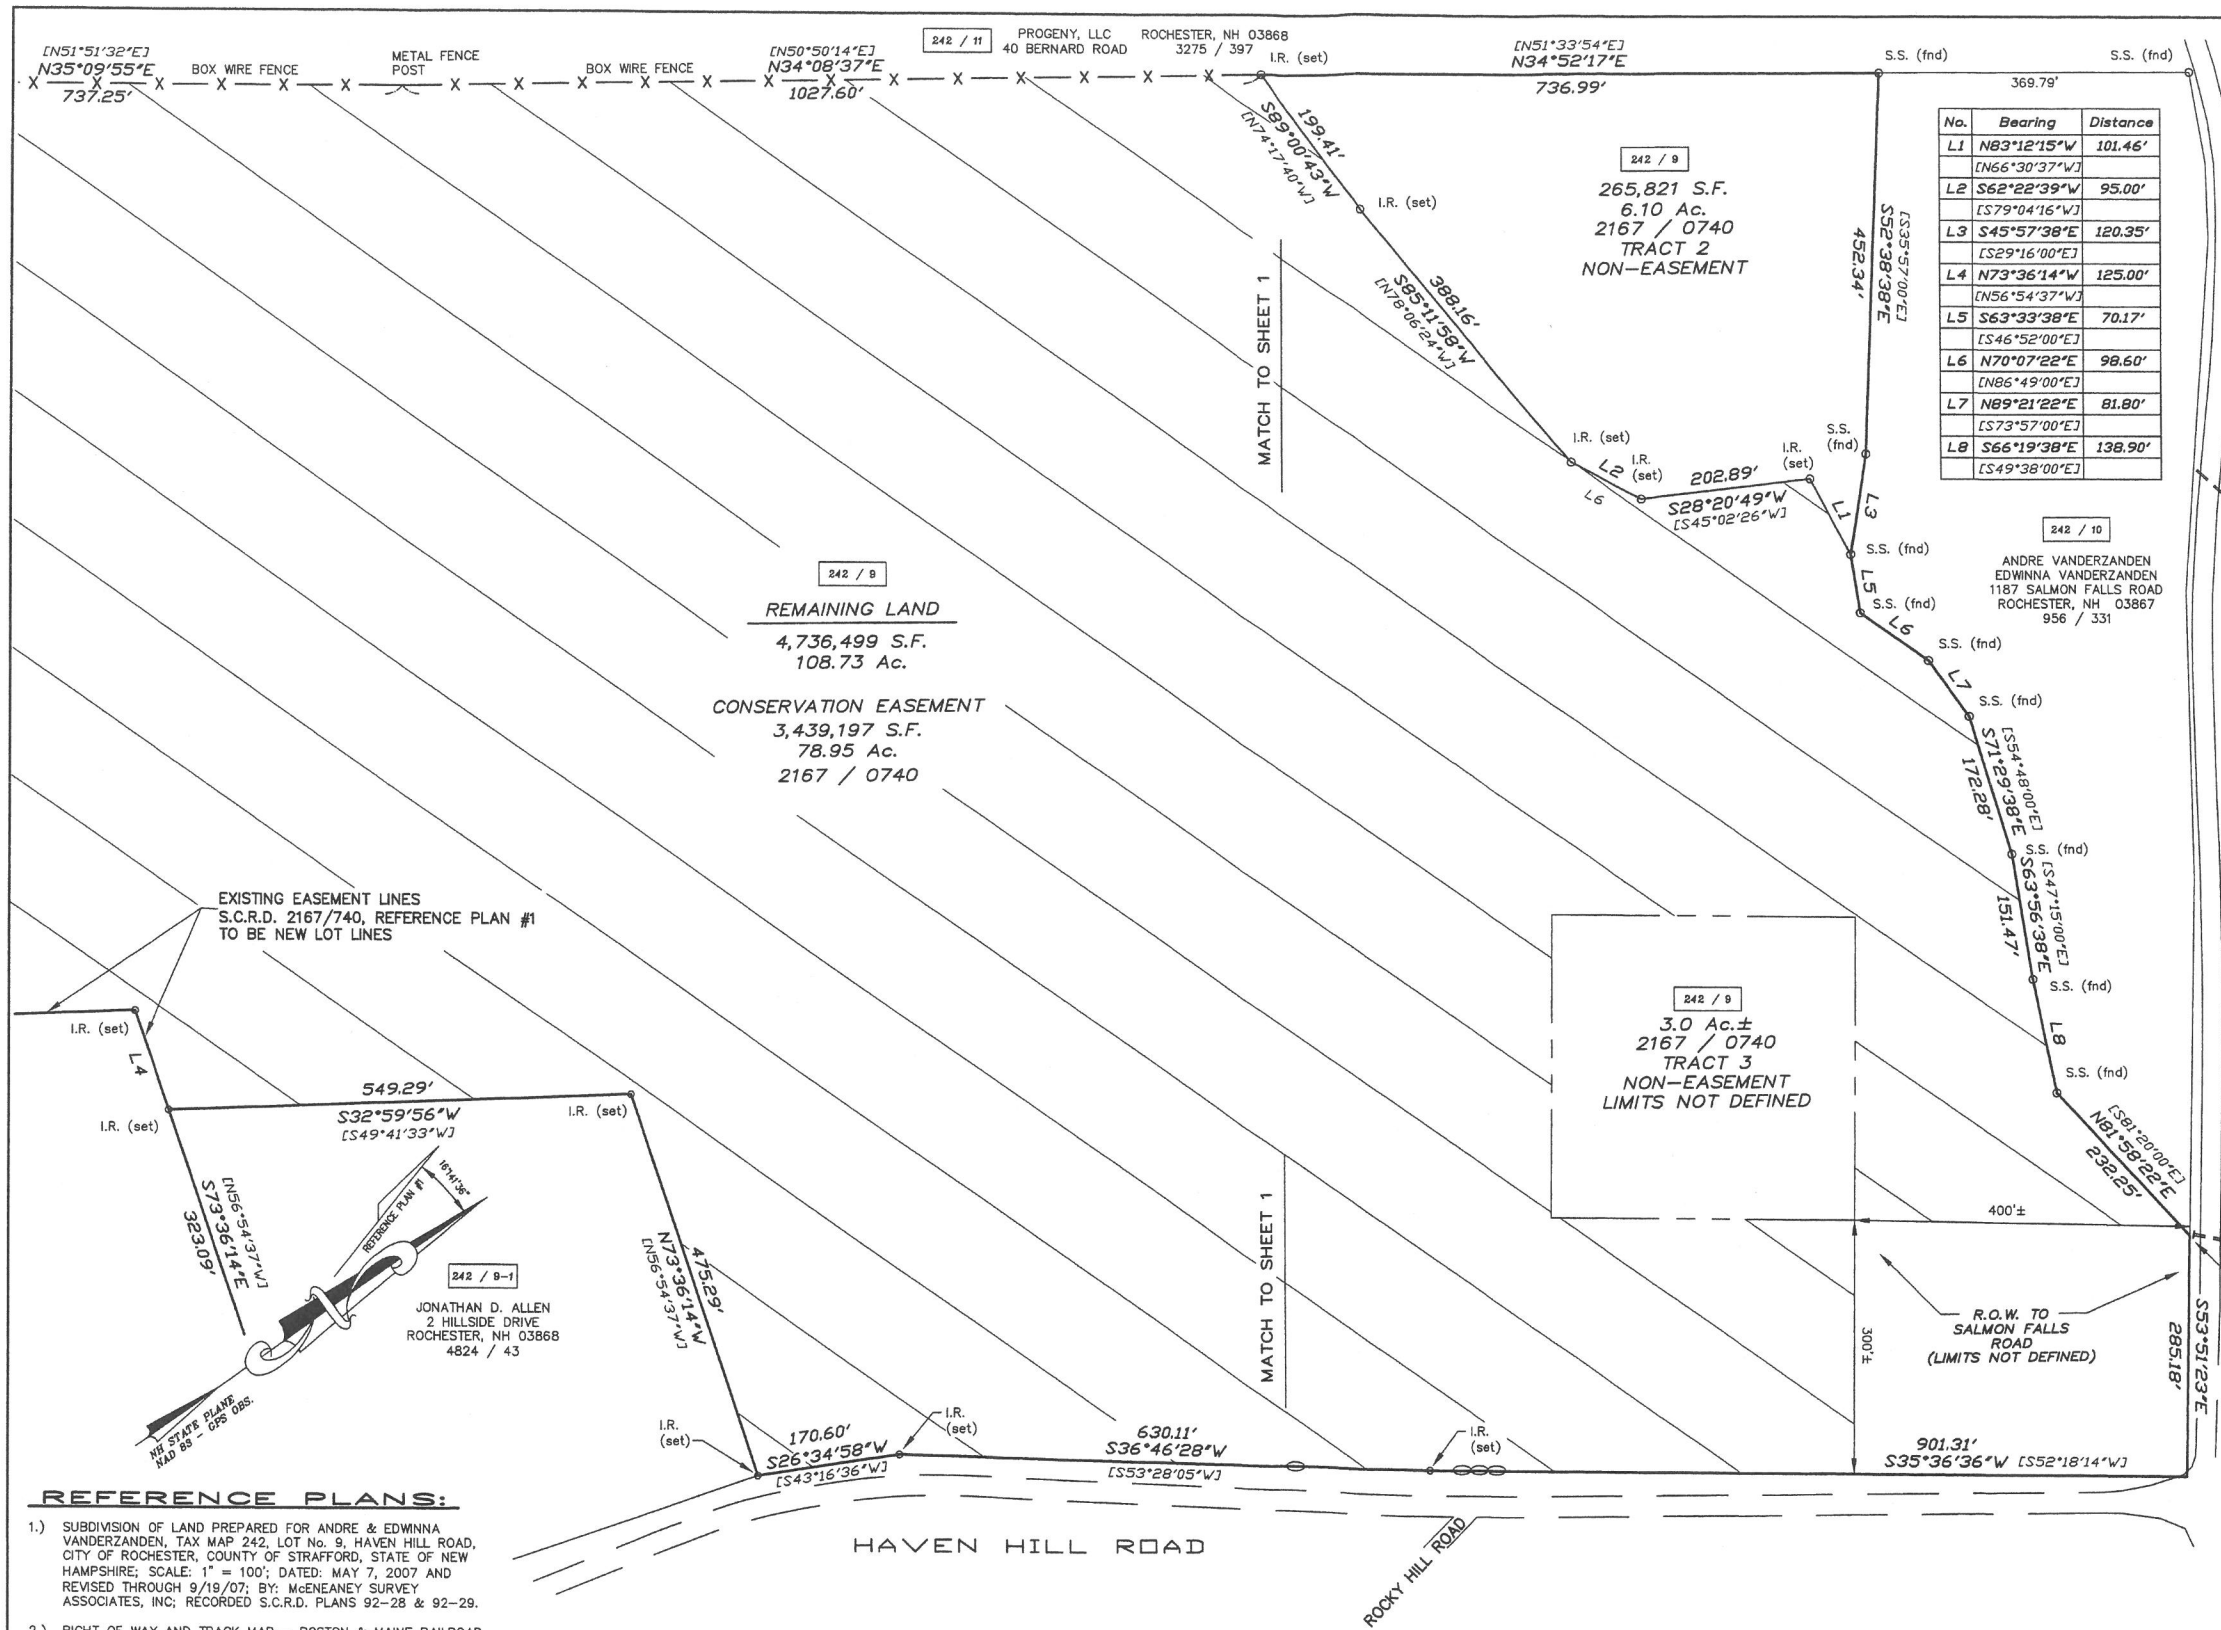 [N51°51'32"E]
N35°09'55"E
737.25'
BOX WIRE FENCE
METAL FENCE
POST
BOX WIRE FENCE
[N50°50'14"E]
N34°08'37"E
1027.60'
242 / 11
PROGENY, LLC
40 BERNARD ROAD
ROCHESTER, NH 03868
3275 / 397
I.R. (set)
[N51°33'54"E]
N34°52'17"E
736.99'
S.S. (fnd)
S.S. (fnd)
369.79'
No. Bearing Distance
L1 N83°12'15"W 101.46'
[N66°30'37"W]
L2 S62°22'39"W 95.00'
[S79°04'16"W]
L3 S45°57'38"E 120.35'
[S29°16'00"E]
L4 N73°36'14"W 125.00'
[N56°54'37"W]
L5 S63°33'38"E 70.17'
[S46°52'00"E]
L6 N70°07'22"E 98.60'
[N86°49'00"E]
L7 N89°21'22"E 81.80'
[S73°57'00"E]
L8 S66°19'38"E 138.90'
[S49°38'00"E]
199.41'
S89°00'43"W
[N74°17'40"W]
I.R. (set)
242 / 9
265,821 S.F.
6.10 Ac.
2167 / 0740
TRACT 2
NON-EASEMENT
[S35°57'00"E]
S52°38'38"E
452.34'
MATCH TO SHEET 1
388.16'
S85°11'58"W
[N78°06'24"W]
I.R. (set)
L2
L6
I.R.
(set)
202.89'
S28°20'49"W
[S45°02'26"W]
I.R.
(set)
S.S.
(fnd)
L1
L3
S.S. (fnd)
L5
S.S. (fnd)
L6
S.S. (fnd)
L7
S.S. (fnd)
242 / 10
ANDRE VANDERZANDEN
EDWINNA VANDERZANDEN
1187 SALMON FALLS ROAD
ROCHESTER, NH 03867
956 / 331
242 / 9
REMAINING LAND
4,736,499 S.F.
108.73 Ac.
CONSERVATION EASEMENT
3,439,197 S.F.
78.95 Ac.
2167 / 0740
[S54°48'00"E]
S71°29'38"E
172.28'
S.S. (fnd)
[S47°15'00"E]
S63°56'38"E
151.47'
S.S. (fnd)
L8
S.S. (fnd)
[S81°20'00"E]
N81°58'22"E
232.25'
EXISTING EASEMENT LINES
S.C.R.D. 2167/740, REFERENCE PLAN #1
TO BE NEW LOT LINES
I.R. (set)
L4
I.R. (set)
549.29'
S32°59'56"W
[S49°41'33"W]
I.R. (set)
242 / 9
3.0 Ac.±
2167 / 0740
TRACT 3
NON-EASEMENT
LIMITS NOT DEFINED
[N56°54'37"W]
S73°36'14"E
323.09'
REFERENCE PLAN #1
16°41'36"
NH STATE PLANE
NAD 83 - GPS OBS.
242 / 9-1
JONATHAN D. ALLEN
2 HILLSIDE DRIVE
ROCHESTER, NH 03868
4824 / 43
475.29'
N73°36'14"W
[N56°54'37"W]
MATCH TO SHEET 1
400'±
300'±
R.O.W. TO
SALMON FALLS
ROAD
(LIMITS NOT DEFINED)
S53°51'23"E
285.18'
I.R.
(set)
170.60'
S26°34'58"W
[S43°16'36"W]
I.R.
(set)
630.11'
S36°46'28"W
[S53°28'05"W]
I.R.
(set)
901.31'
S35°36'36"W [S52°18'14"W]
HAVEN HILL ROAD
ROCKY HILL ROAD
REFERENCE PLANS:
1.) SUBDIVISION OF LAND PREPARED FOR ANDRE & EDWINNA
VANDERZANDEN, TAX MAP 242, LOT No. 9, HAVEN HILL ROAD,
CITY OF ROCHESTER, COUNTY OF STRAFFORD, STATE OF NEW
HAMPSHIRE; SCALE: 1" = 100'; DATED: MAY 7, 2007 AND
REVISED THROUGH 9/19/07; BY: McENEANEY SURVEY
ASSOCIATES, INC; RECORDED S.C.R.D. PLANS 92-28 & 92-29.
2.) RIGHT OF WAY AND TRACK MAP BOSTON & MAINE RAILROAD